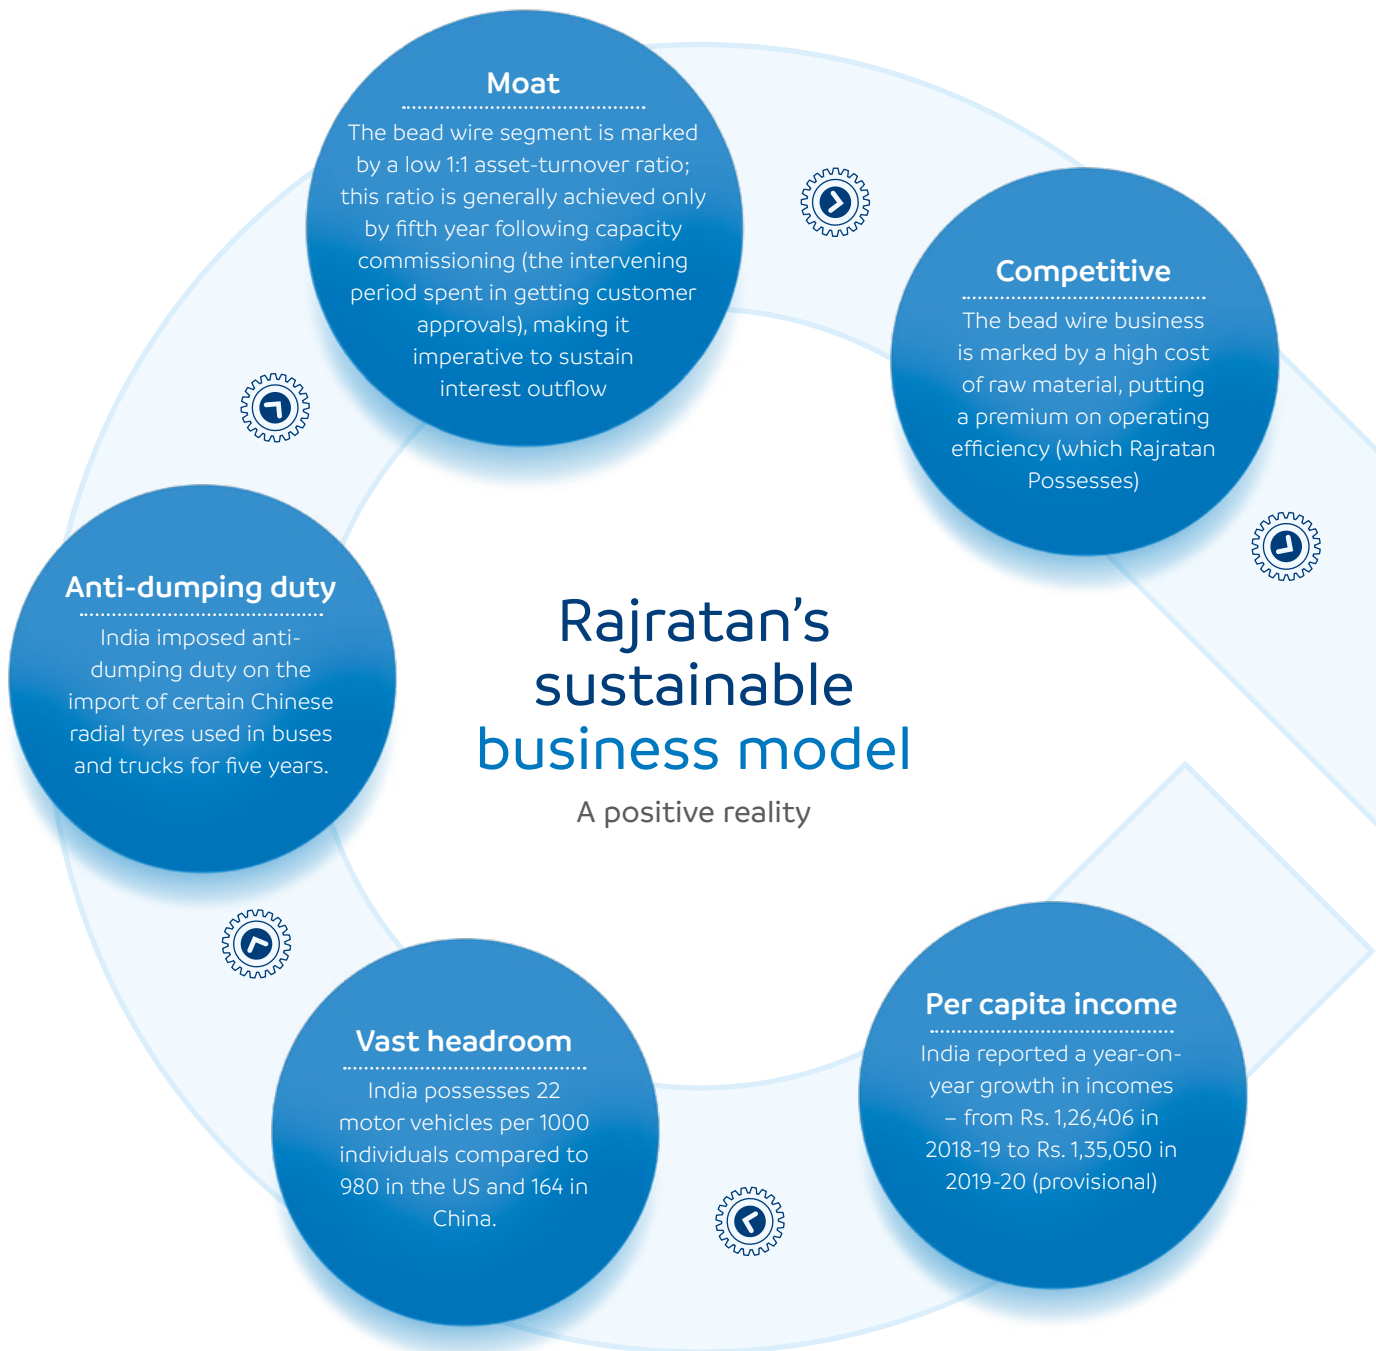 Moat
The bead wire segment is marked
by a low 1:1 asset-turnover ratio;
this ratio is generally achieved only
by fifth year following capacity
commissioning (the intervening
period spent in getting customer
approvals), making it
imperative to sustain
interest outflow
Competitive
The bead wire business
is marked by a high cost
of raw material, putting
a premium on operating
efficiency (which Rajratan
Possesses)
Anti-dumping duty
India imposed anti-
dumping duty on the
import of certain Chinese
radial tyres used in buses
and trucks for five years.
Rajratan’s
sustainable
business model
A positive reality
Vast headroom
India possesses 22
motor vehicles per 1000
individuals compared to
980 in the US and 164 in
China.
Per capita income
India reported a year-on-
year growth in incomes
– from Rs. 1,26,406 in
2018-19 to Rs. 1,35,050 in
2019-20 (provisional)